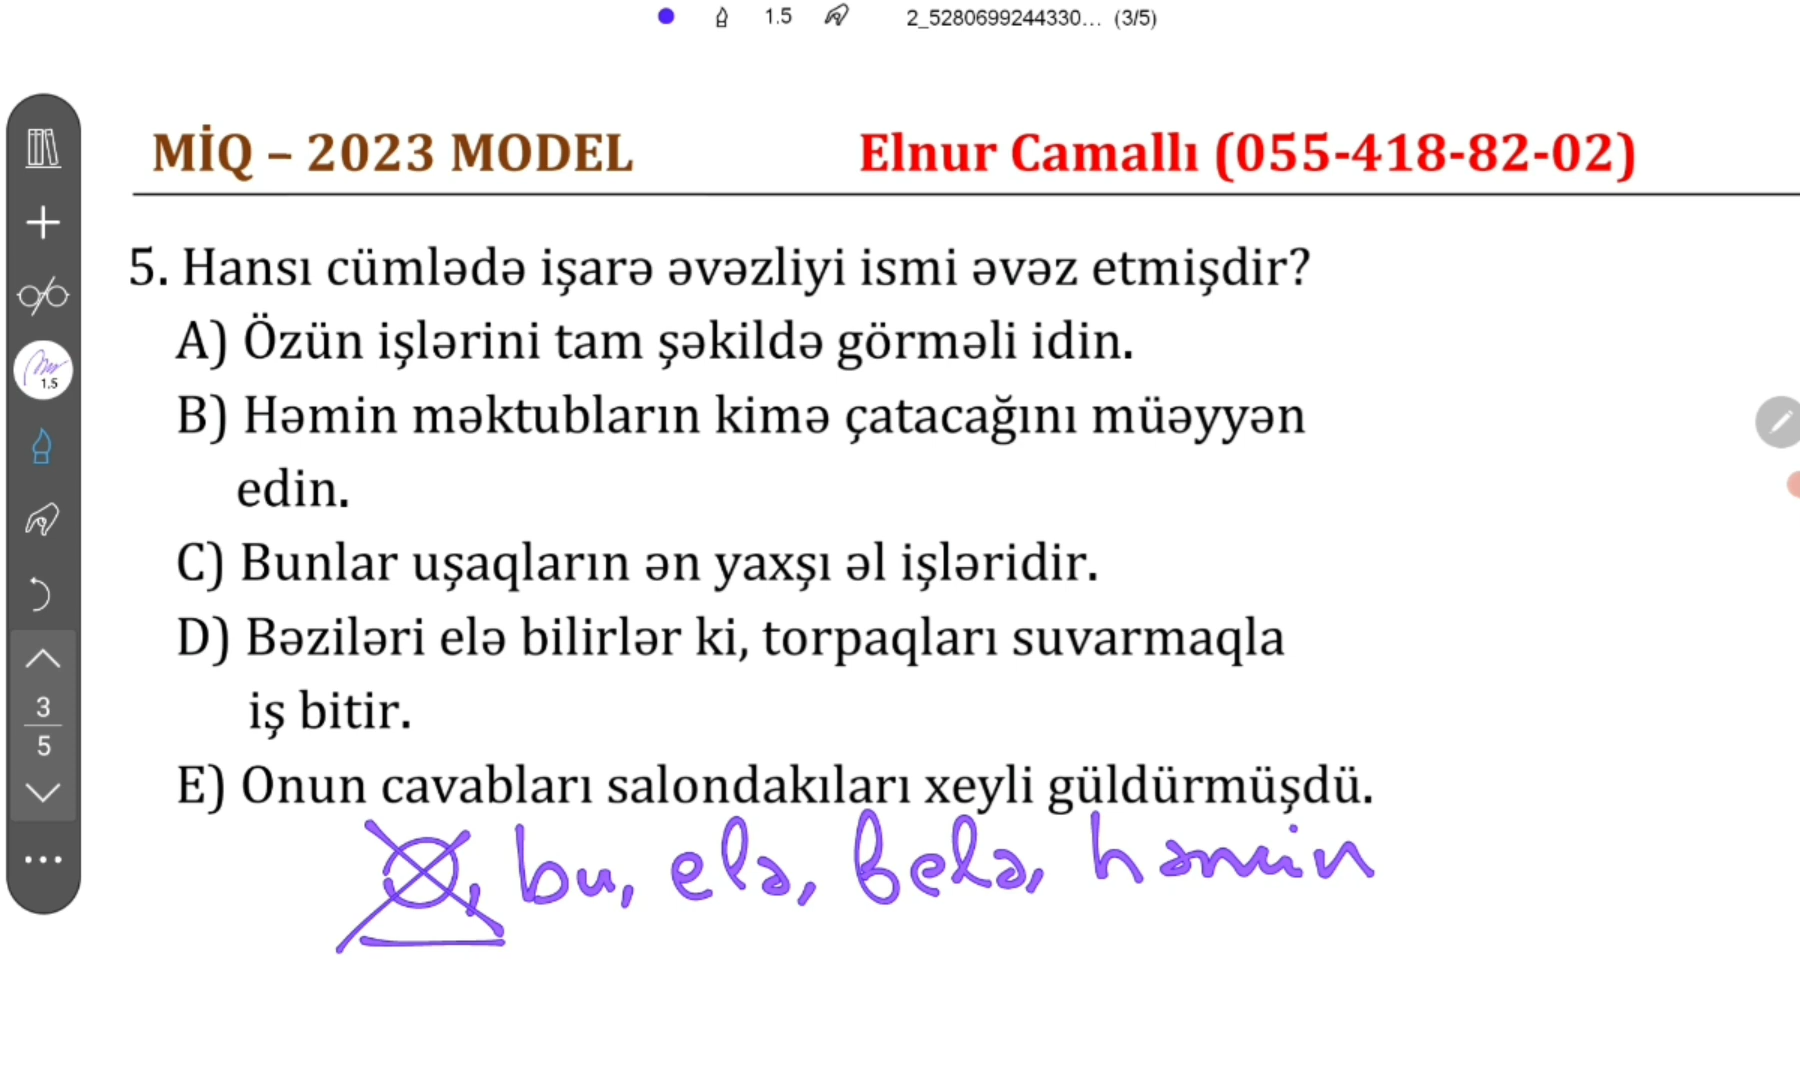 1.5 2_5280699244330... (3/5)
MİQ – 2023 MODEL Elnur Camallı (055-418-82-02)
5. Hansı cümlədə işarə əvəzliyi ismi əvəz etmişdir?
A) Özün işlərini tam şəkildə görməli idin.
B) Həmin məktubların kimə çatacağını müəyyən
edin.
C) Bunlar uşaqların ən yaxşı əl işləridir.
D) Bəziləri elə bilirlər ki, torpaqları suvarmaqla
iş bitir.
E) Onun cavabları salondakıları xeyli güldürmüşdü.
O, bu, elə, belə, həmin
1.5
3
5